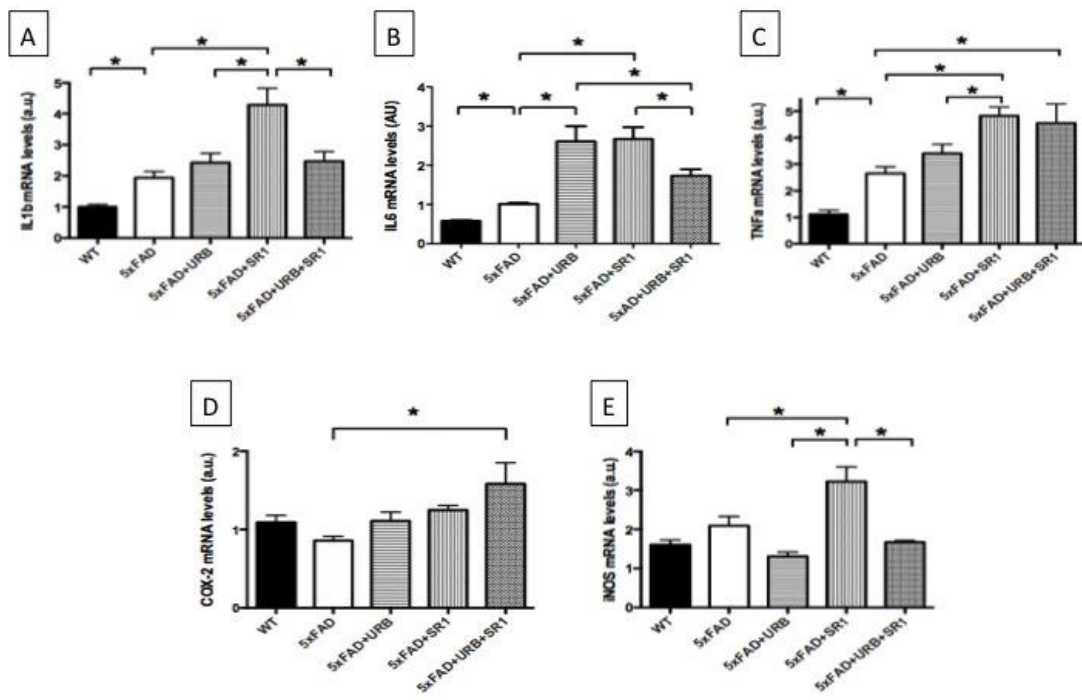 A
*
*
*
*
IL1b mRNA levels (a.u.)
5
4
3
2
1
0
WT
5xFAD
5xFAD+URB
5xFAD+SR1
5xFAD+URB+SR1
B
*
*
*
*
*
IL6 mRNA levels (AU)
4
3
2
1
0
WT
5xFAD
5xFAD+URB
5xFAD+SR1
5xAD+URB+SR1
C
*
*
*
*
TNFa mRNA levels (a.u.)
5
4
3
2
1
0
WT
5xFAD
5xFAD+URB
5xFAD+SR1
5xFAD+URB+SR1
D
*
COX-2 mRNA levels (a.u.)
2
1
0
WT
5xFAD
5xFAD+URB
5xFAD+SR1
5xFAD+URB+SR1
E
*
*
*
iNOS mRNA levels (a.u.)
4
3
2
1
0
WT
5xFAD
5xFAD+URB
5xFAD+SR1
5xFAD+URB+SR1